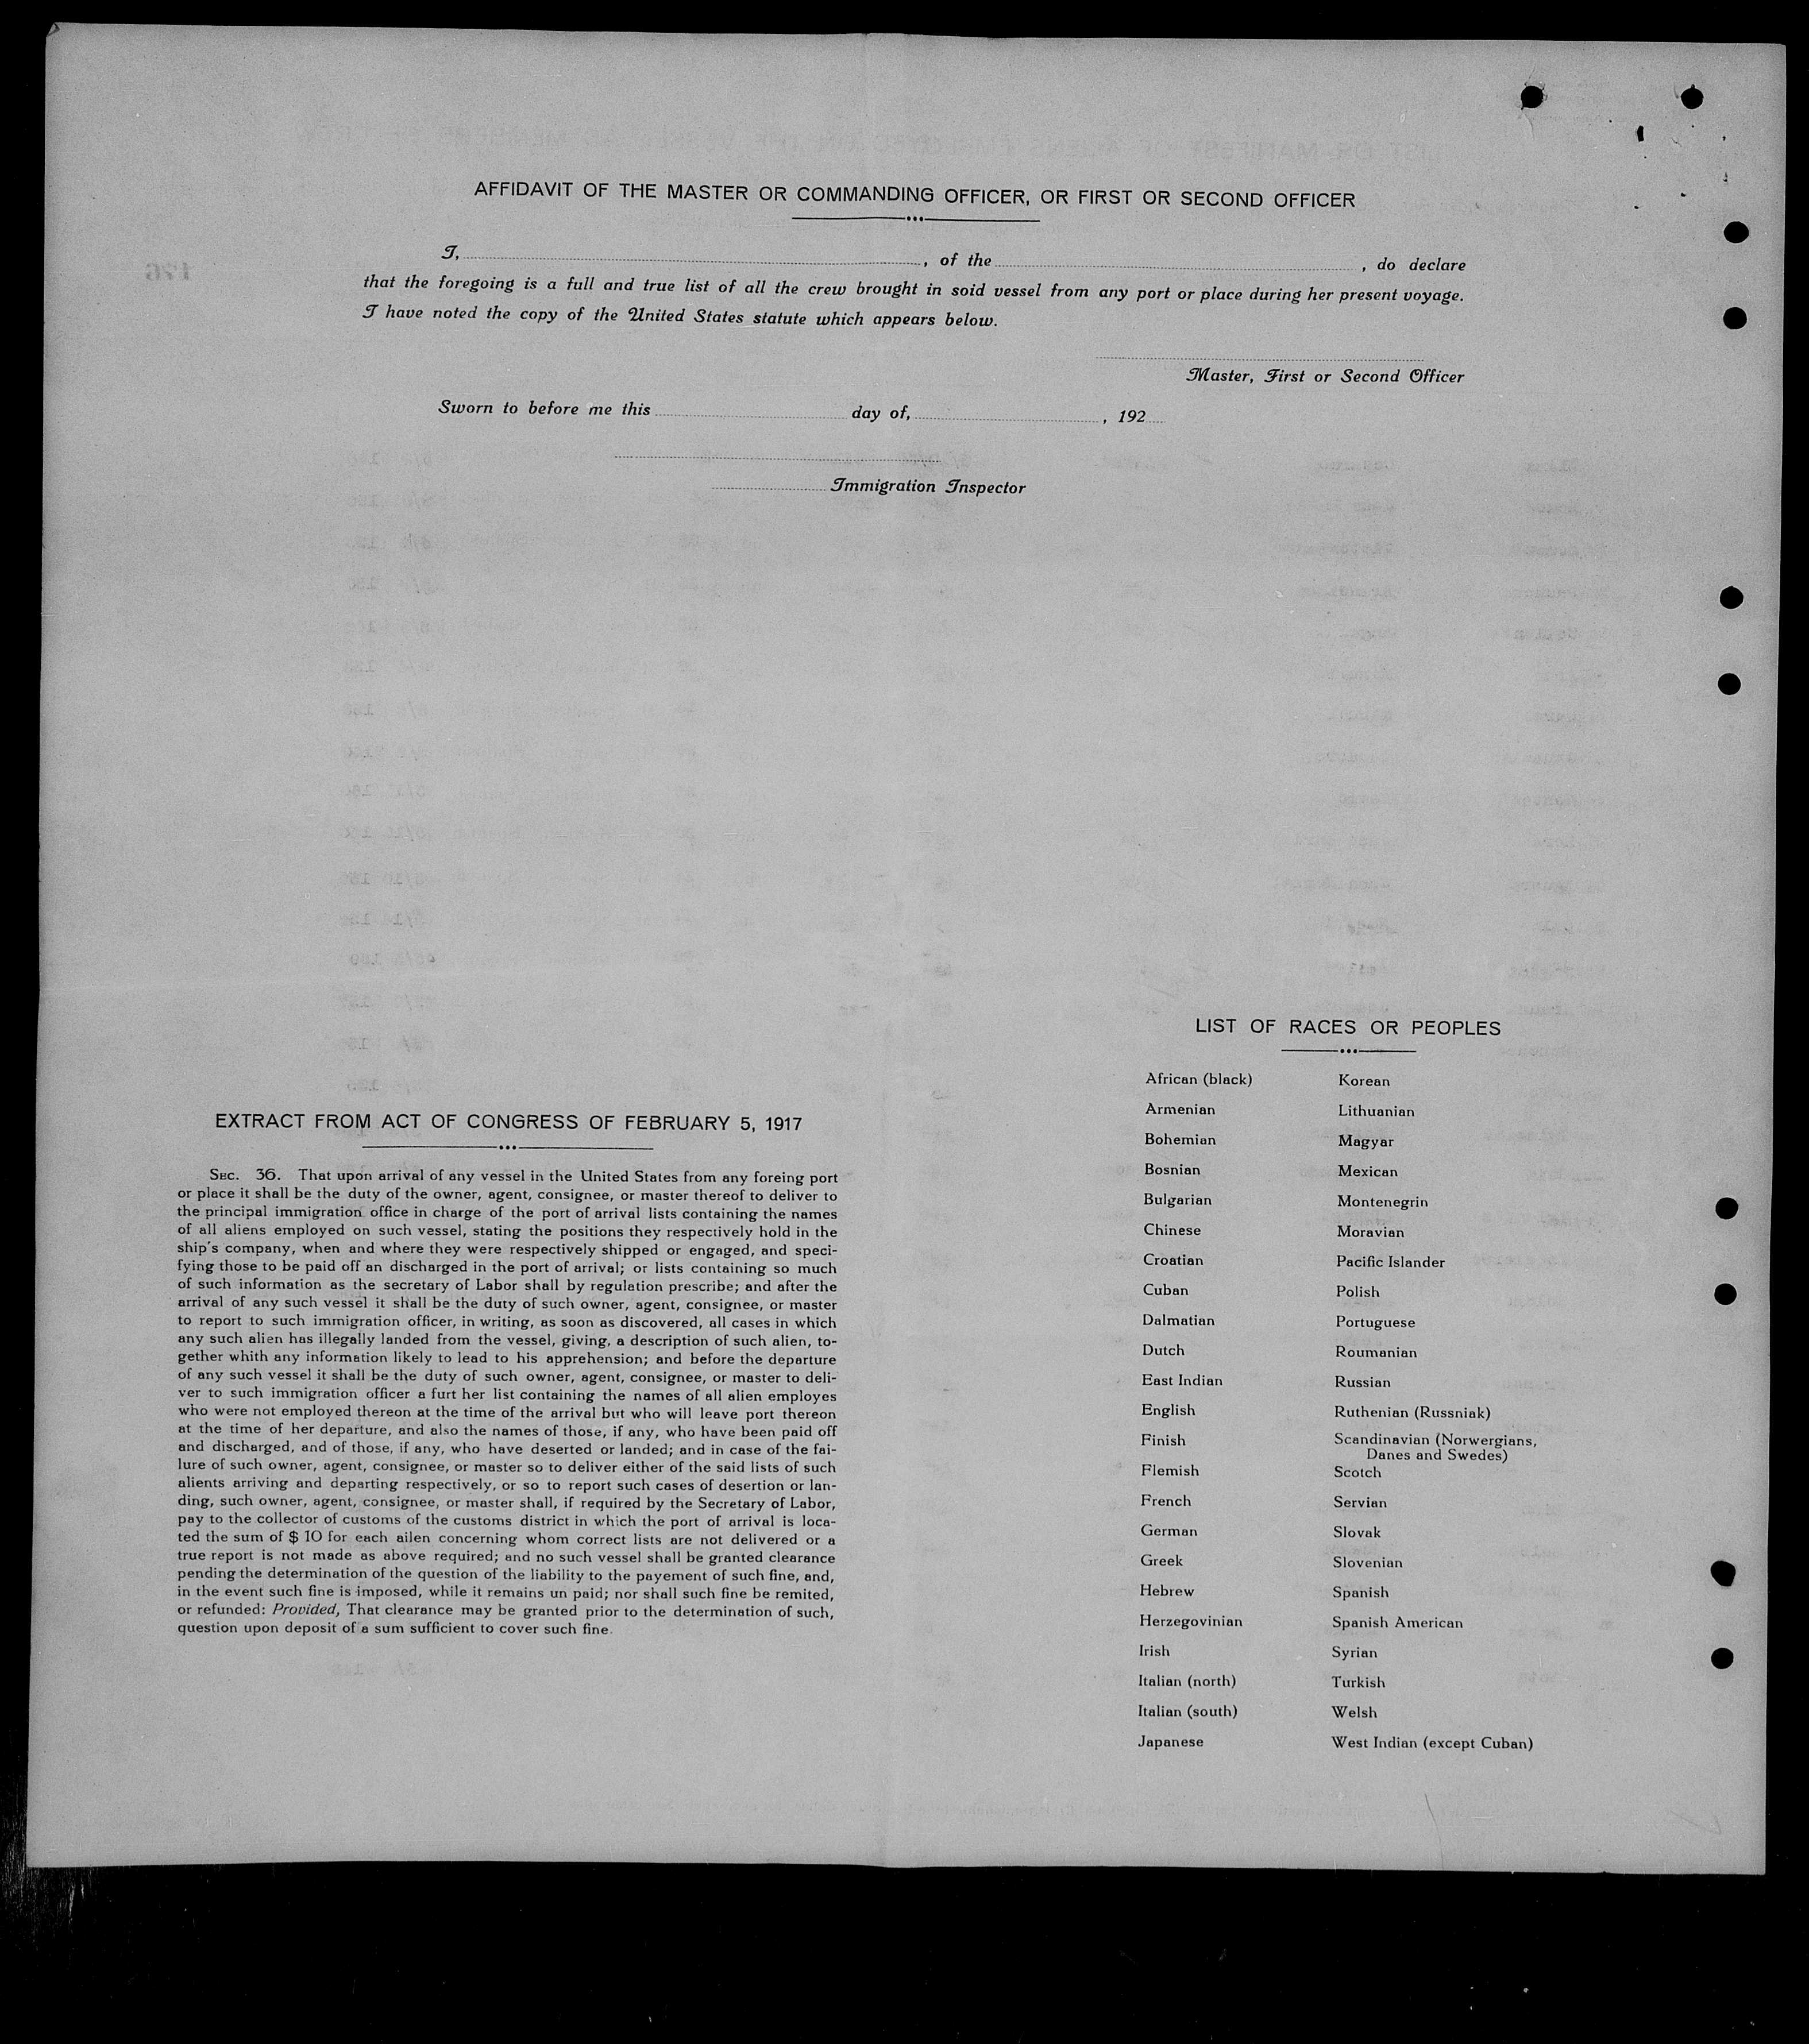 AFFIDAVIT OF THE MASTER OR COMMANDING OFFICER, OR FIRST OR SECOND OFFICER
I, , of the , do declare
that the foregoing is a full and true list of all the crew brought in soid vessel from any port or place during her present voyage.
I have noted the copy of the United States statute which appears below.
Master, First or Second Officer
Sworn to before me this day of, , 192
Immigration Inspector
EXTRACT FROM ACT OF CONGRESS OF FEBRUARY 5, 1917
SEC. 36. That upon arrival of any vessel in the United States from any foreing port
or place it shall be the duty of the owner, agent, consignee, or master thereof to deliver to
the principal immigration office in charge of the port of arrival lists containing the names
of all aliens employed on such vessel, stating the positions they respectively hold in the
ship's company, when and where they were respectively shipped or engaged, and speci-
fying those to be paid off an discharged in the port of arrival; or lists containing so much
of such information as the secretary of Labor shall by regulation prescribe; and after the
arrival of any such vessel it shall be the duty of such owner, agent, consignee, or master
to report to such immigration officer, in writing, as soon as discovered, all cases in which
any such alien has illegally landed from the vessel, giving, a description of such alien, to-
gether whith any information likely to lead to his apprehension; and before the departure
of any such vessel it shall be the duty of such owner, agent, consignee, or master to deli-
ver to such immigration officer a furt her list containing the names of all alien employes
who were not employed thereon at the time of the arrival but who will leave port thereon
at the time of her departure, and also the names of those, if any, who have been paid off
and discharged, and of those, if any, who have deserted or landed; and in case of the fai-
lure of such owner, agent, consignee, or master so to deliver either of the said lists of such
alients arriving and departing respectively, or so to report such cases of desertion or lan-
ding, such owner, agent, consignee, or master shall, if required by the Secretary of Labor,
pay to the collector of customs of the customs district in which the port of arrival is loca-
ted the sum of $ 10 for each ailen concerning whom correct lists are not delivered or a
true report is not made as above required; and no such vessel shall be granted clearance
pending the determination of the question of the liability to the payement of such fine, and,
in the event such fine is imposed, while it remains un paid; nor shall such fine be remited,
or refunded: Provided, That clearance may be granted prior to the determination of such,
question upon deposit of a sum sufficient to cover such fine.
LIST OF RACES OR PEOPLES
African (black)
Armenian
Bohemian
Bosnian
Bulgarian
Chinese
Croatian
Cuban
Dalmatian
Dutch
East Indian
English
Finish
Flemish
French
German
Greek
Hebrew
Herzegovinian
Irish
Italian (north)
Italian (south)
Japanese
Korean
Lithuanian
Magyar
Mexican
Montenegrin
Moravian
Pacific Islander
Polish
Portuguese
Roumanian
Russian
Ruthenian (Russniak)
Scandinavian (Norwergians,
Danes and Swedes)
Scotch
Servian
Slovak
Slovenian
Spanish
Spanish American
Syrian
Turkish
Welsh
West Indian (except Cuban)